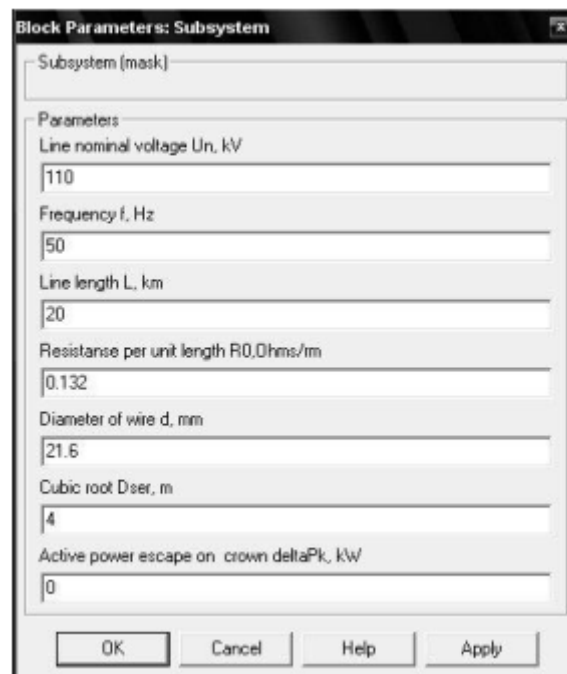 Block Parameters: Subsystem
Subsystem (mask)
Parameters
Line nominal voltage Un, kV
110
Frequency f, Hz
50
Line length L, km
20
Resistanse per unit length R0,Ohms/rm
0.132
Diameter of wire d, mm
21.6
Cubic root Dser, m
4
Active power escape on crown deltaPk, kW
0
OK Cancel Help Apply